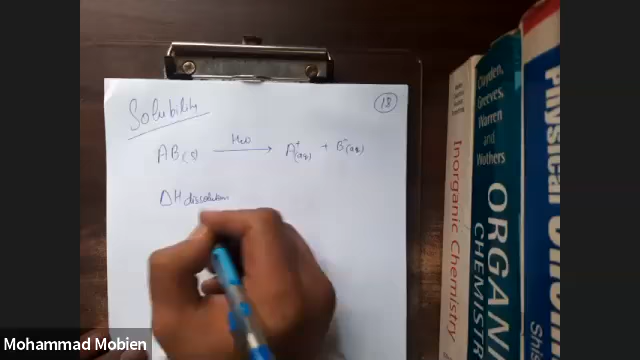 Solubility
18
AB(s) H2O → A+(aq) + B-(aq)
ΔH dissolution
Inorganic Chemistry
Clayden,
Greeves,
Warren
and
Wothers
ORGANIC
CHEMISTRY
Physical
Mohammad Mobien